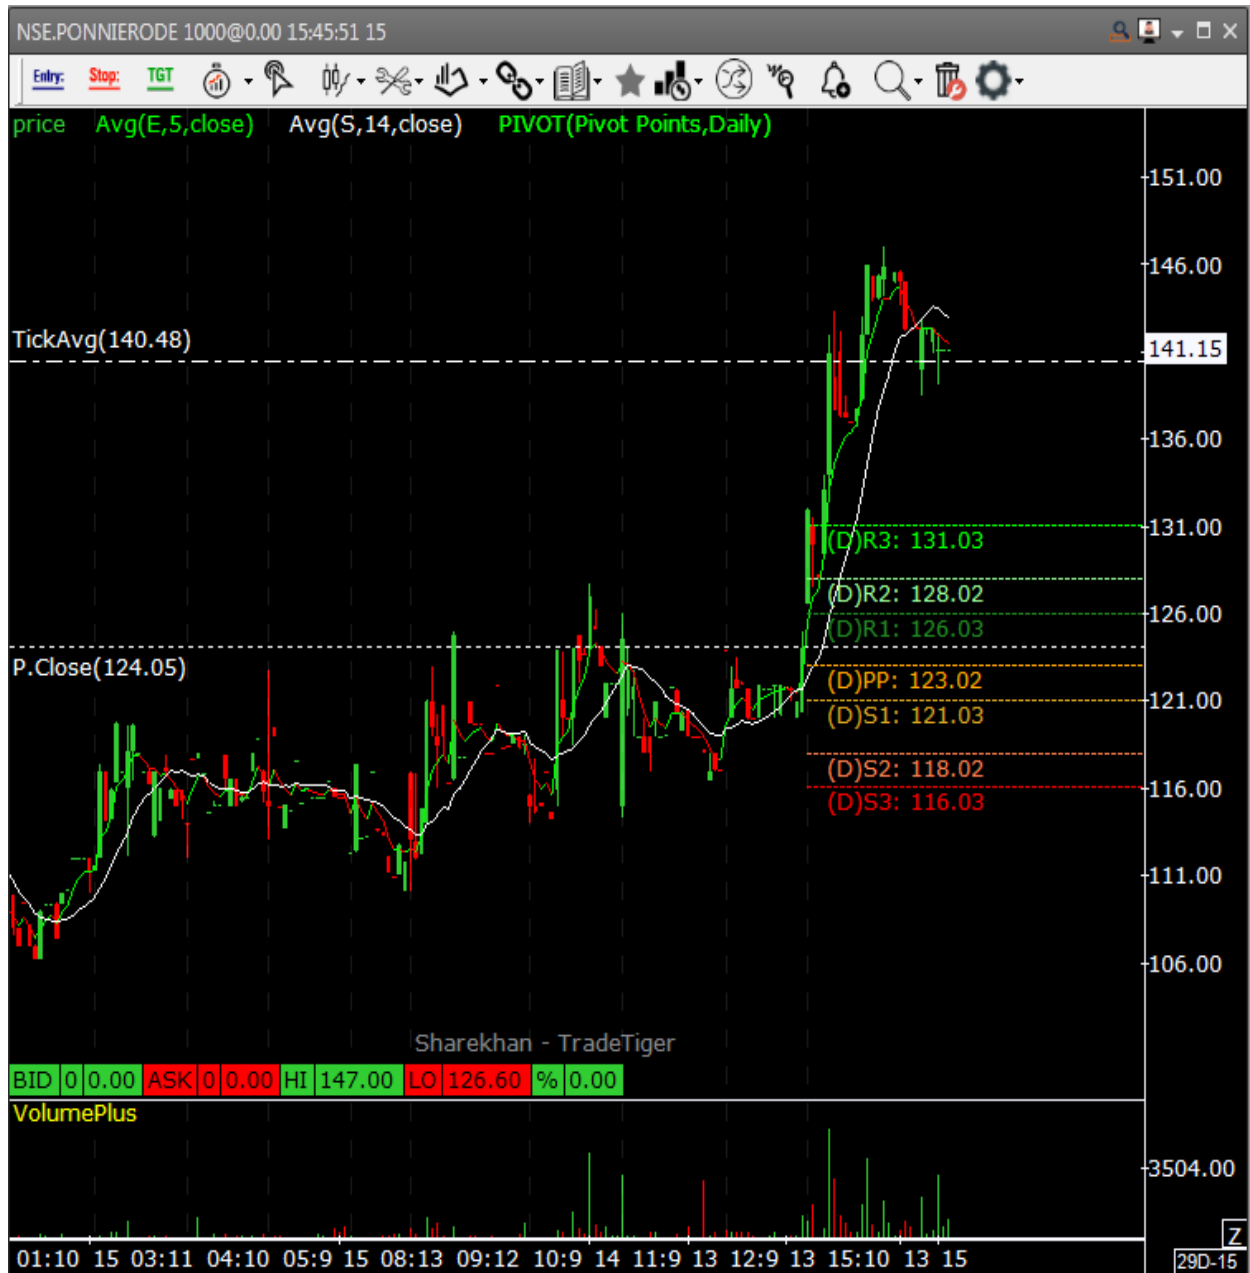 NSE.PONNIERODE 1000@0.00 15:45:51 15
Entry: Stop: TGT
price Avg(E,5,close) Avg(S,14,close) PIVOT(Pivot Points,Daily)
151.00
146.00
TickAvg(140.48)
141.15
136.00
131.00
(D)R3: 131.03
(D)R2: 128.02
126.00
(D)R1: 126.03
P.Close(124.05)
(D)PP: 123.02
121.00
(D)S1: 121.03
(D)S2: 118.02
116.00
(D)S3: 116.03
111.00
106.00
Sharekhan - TradeTiger
BID 0 0.00 ASK 0 0.00 HI 147.00 LO 126.60 % 0.00
VolumePlus
3504.00
Z
01:10 15 03:11 04:10 05:9 15 08:13 09:12 10:9 14 11:9 13 12:9 13 15:10 13 15
29D-15